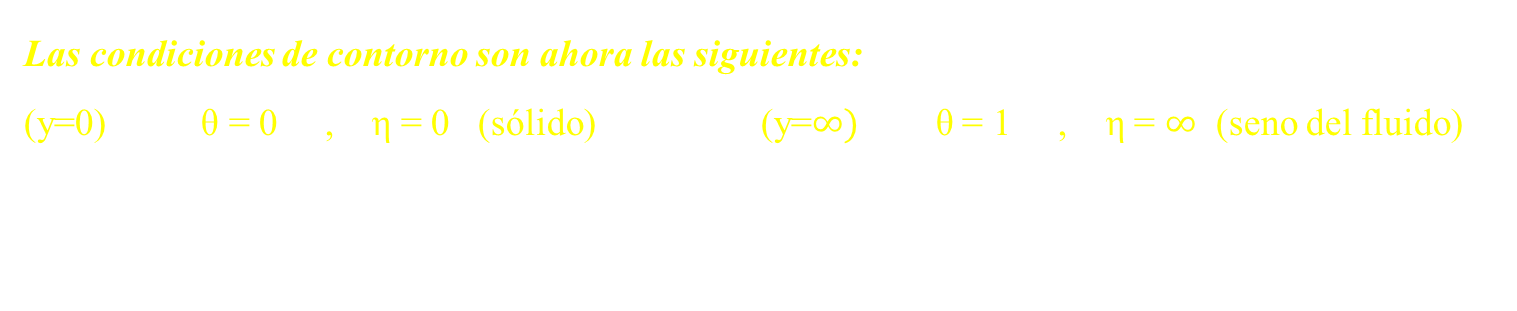 Las condiciones de contorno son ahora las siguientes:
(y=0) θ = 0 , η = 0 (sólido) (y=∞) θ = 1 , η = ∞ (seno del fluido)